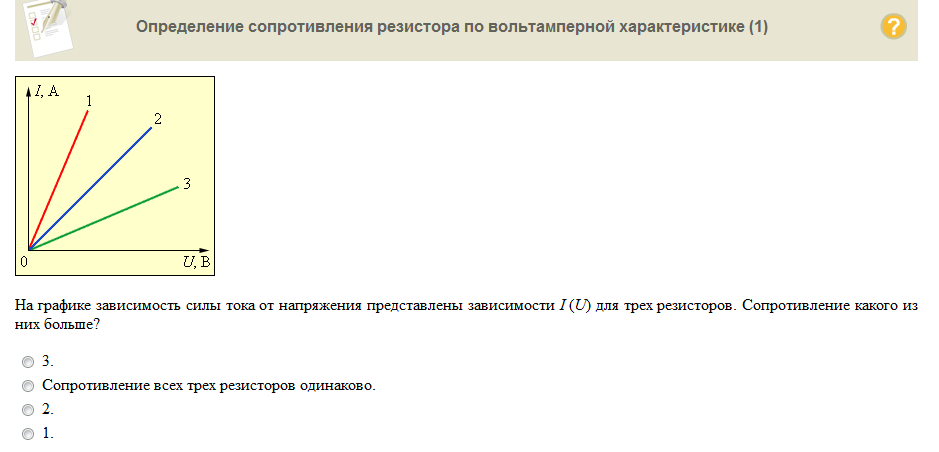 Определение сопротивления резистора по вольтамперной характеристике (1)
?
I, А
1
2
3
0
U, В
На графике зависимость силы тока от напряжения представлены зависимости I (U) для трех резисторов. Сопротивление какого из
них больше?
3.
Сопротивление всех трех резисторов одинаково.
2.
1.